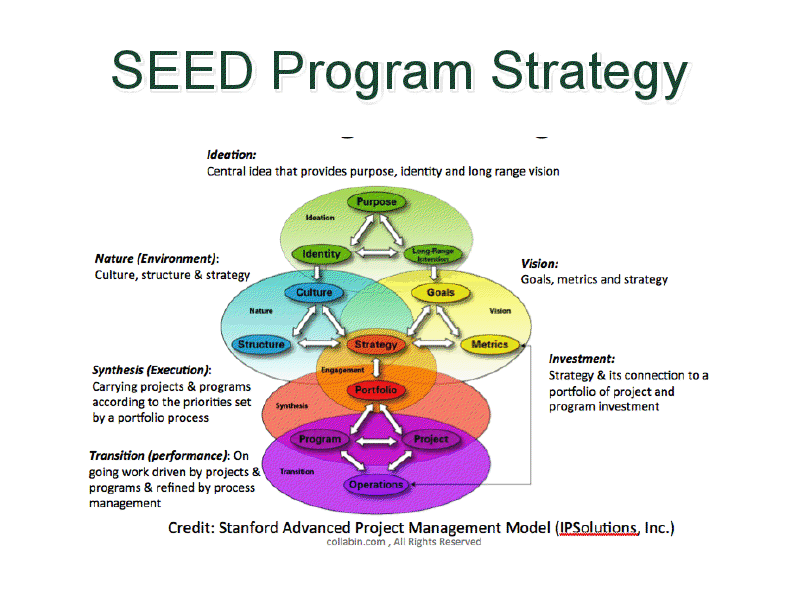 SEED Program Strategy
Ideation:
Central idea that provides purpose, identity and long range vision
Purpose
Ideation
Identity
Long-Range
Intention
Nature (Environment):
Culture, structure & strategy
Vision:
Goals, metrics and strategy
Culture
Goals
Nature
Vision
Structure
Strategy
Metrics
Engagement
Investment:
Strategy & its connection to a
portfolio of project and
program investment
Synthesis (Execution):
Carrying projects & programs
according to the priorities set
by a portfolio process
Portfolio
Synthesis
Program
Project
Transition (performance): On
going work driven by projects &
programs & refined by process
management
Transition
Operations
Credit: Stanford Advanced Project Management Model (IPSolutions, Inc.)
collabin.com , All Rights Reserved